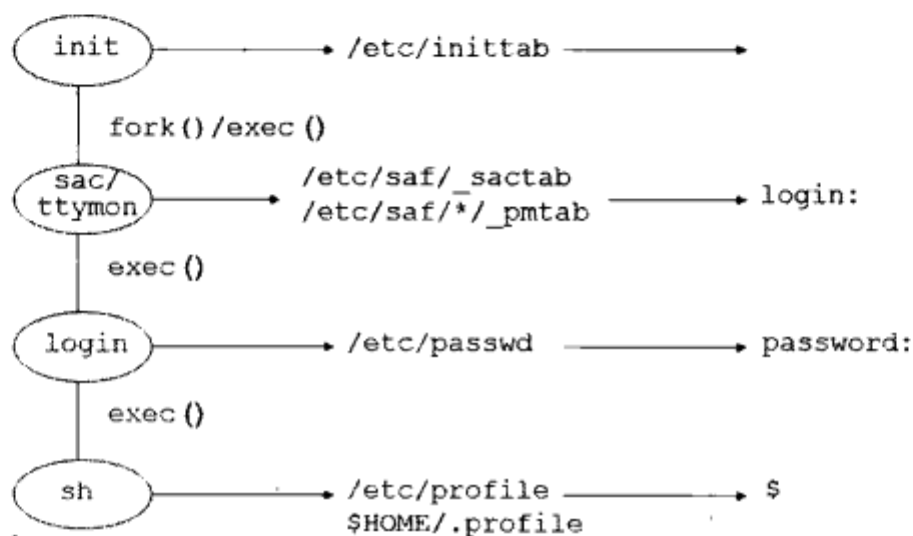 init /etc/inittab
fork()/exec()
sac/
ttymon
/etc/saf/_sactab
/etc/saf/*/_pmtab
login:
exec()
login /etc/passwd password:
exec()
sh /etc/profile $
$HOME/.profile